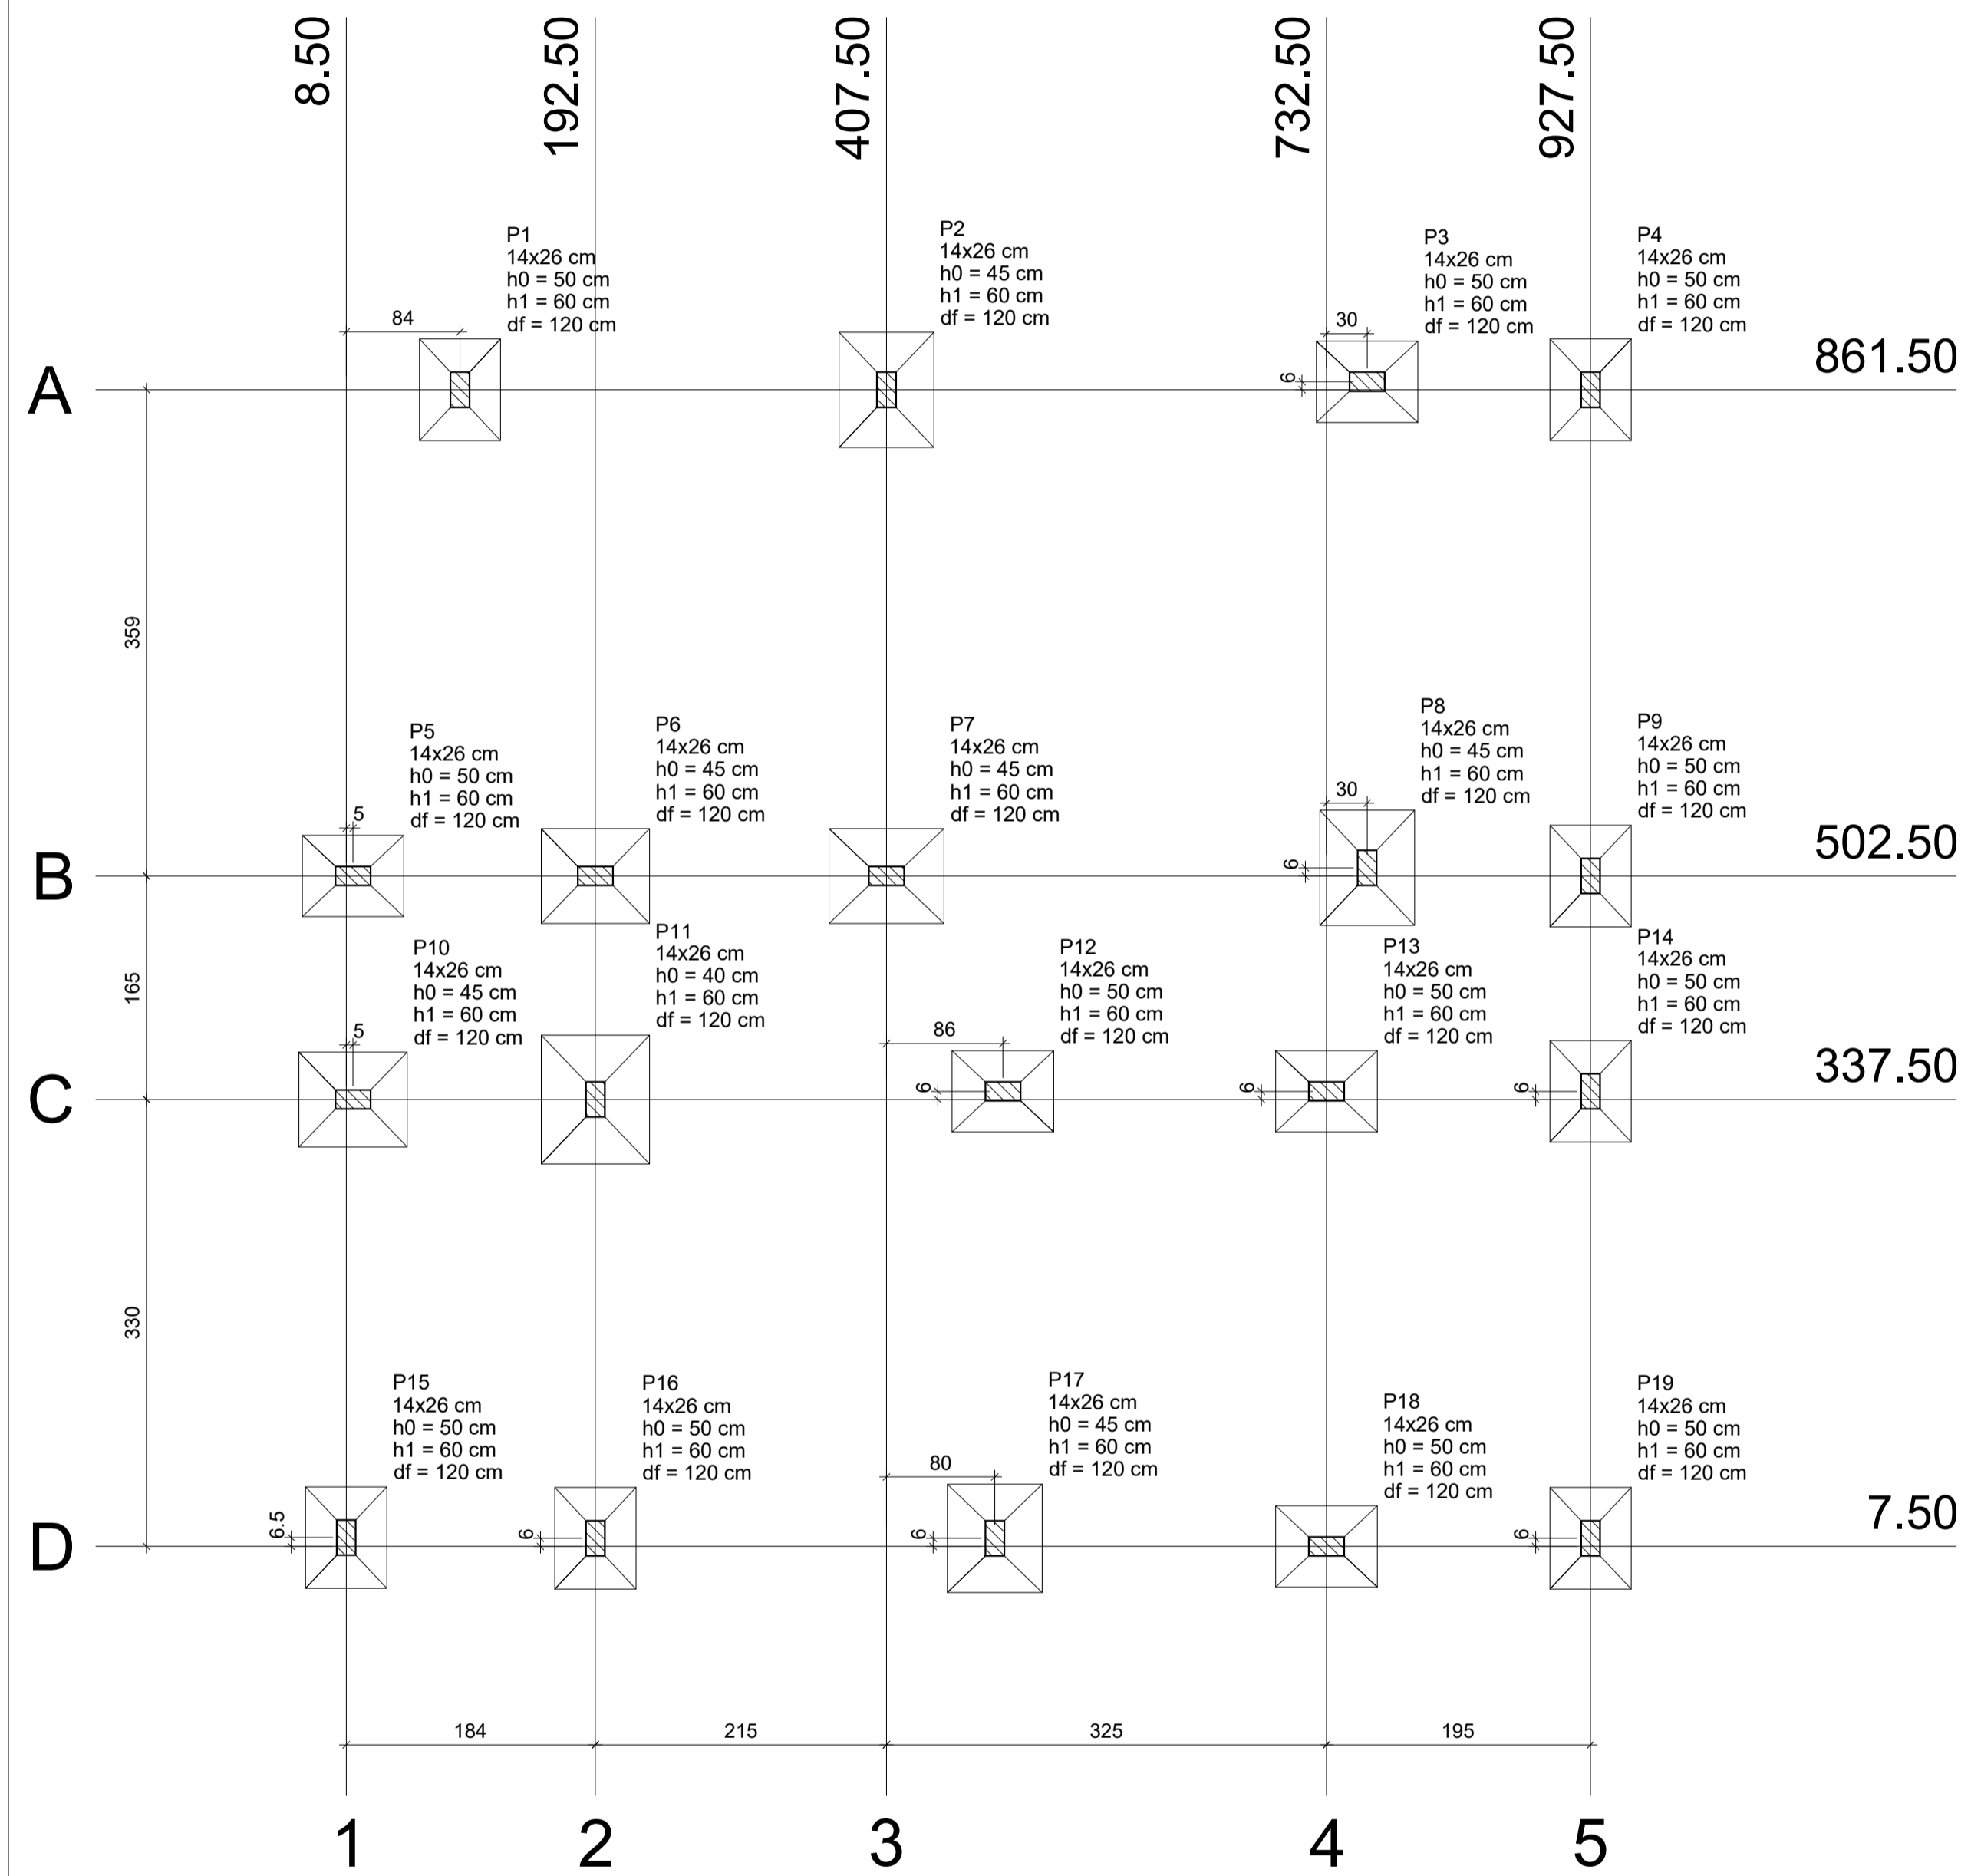 8.50
192.50
407.50
732.50
927.50
P1
14x26 cm
h0 = 50 cm
h1 = 60 cm
df = 120 cm
P2
14x26 cm
h0 = 45 cm
h1 = 60 cm
df = 120 cm
P3
14x26 cm
h0 = 50 cm
h1 = 60 cm
df = 120 cm
P4
14x26 cm
h0 = 50 cm
h1 = 60 cm
df = 120 cm
84
30
6
A
861.50
359
P5
14x26 cm
h0 = 50 cm
h1 = 60 cm
df = 120 cm
P6
14x26 cm
h0 = 45 cm
h1 = 60 cm
df = 120 cm
P7
14x26 cm
h0 = 45 cm
h1 = 60 cm
df = 120 cm
P8
14x26 cm
h0 = 45 cm
h1 = 60 cm
df = 120 cm
P9
14x26 cm
h0 = 50 cm
h1 = 60 cm
df = 120 cm
5
30
6
B
502.50
165
P10
14x26 cm
h0 = 45 cm
h1 = 60 cm
df = 120 cm
P11
14x26 cm
h0 = 40 cm
h1 = 60 cm
df = 120 cm
P12
14x26 cm
h0 = 50 cm
h1 = 60 cm
df = 120 cm
P13
14x26 cm
h0 = 50 cm
h1 = 60 cm
df = 120 cm
P14
14x26 cm
h0 = 50 cm
h1 = 60 cm
df = 120 cm
5
86
6
6
6
C
337.50
330
P15
14x26 cm
h0 = 50 cm
h1 = 60 cm
df = 120 cm
P16
14x26 cm
h0 = 50 cm
h1 = 60 cm
df = 120 cm
P17
14x26 cm
h0 = 45 cm
h1 = 60 cm
df = 120 cm
P18
14x26 cm
h0 = 50 cm
h1 = 60 cm
df = 120 cm
P19
14x26 cm
h0 = 50 cm
h1 = 60 cm
df = 120 cm
80
6.5
6
6
6
D
7.50
184
215
325
195
1
2
3
4
5